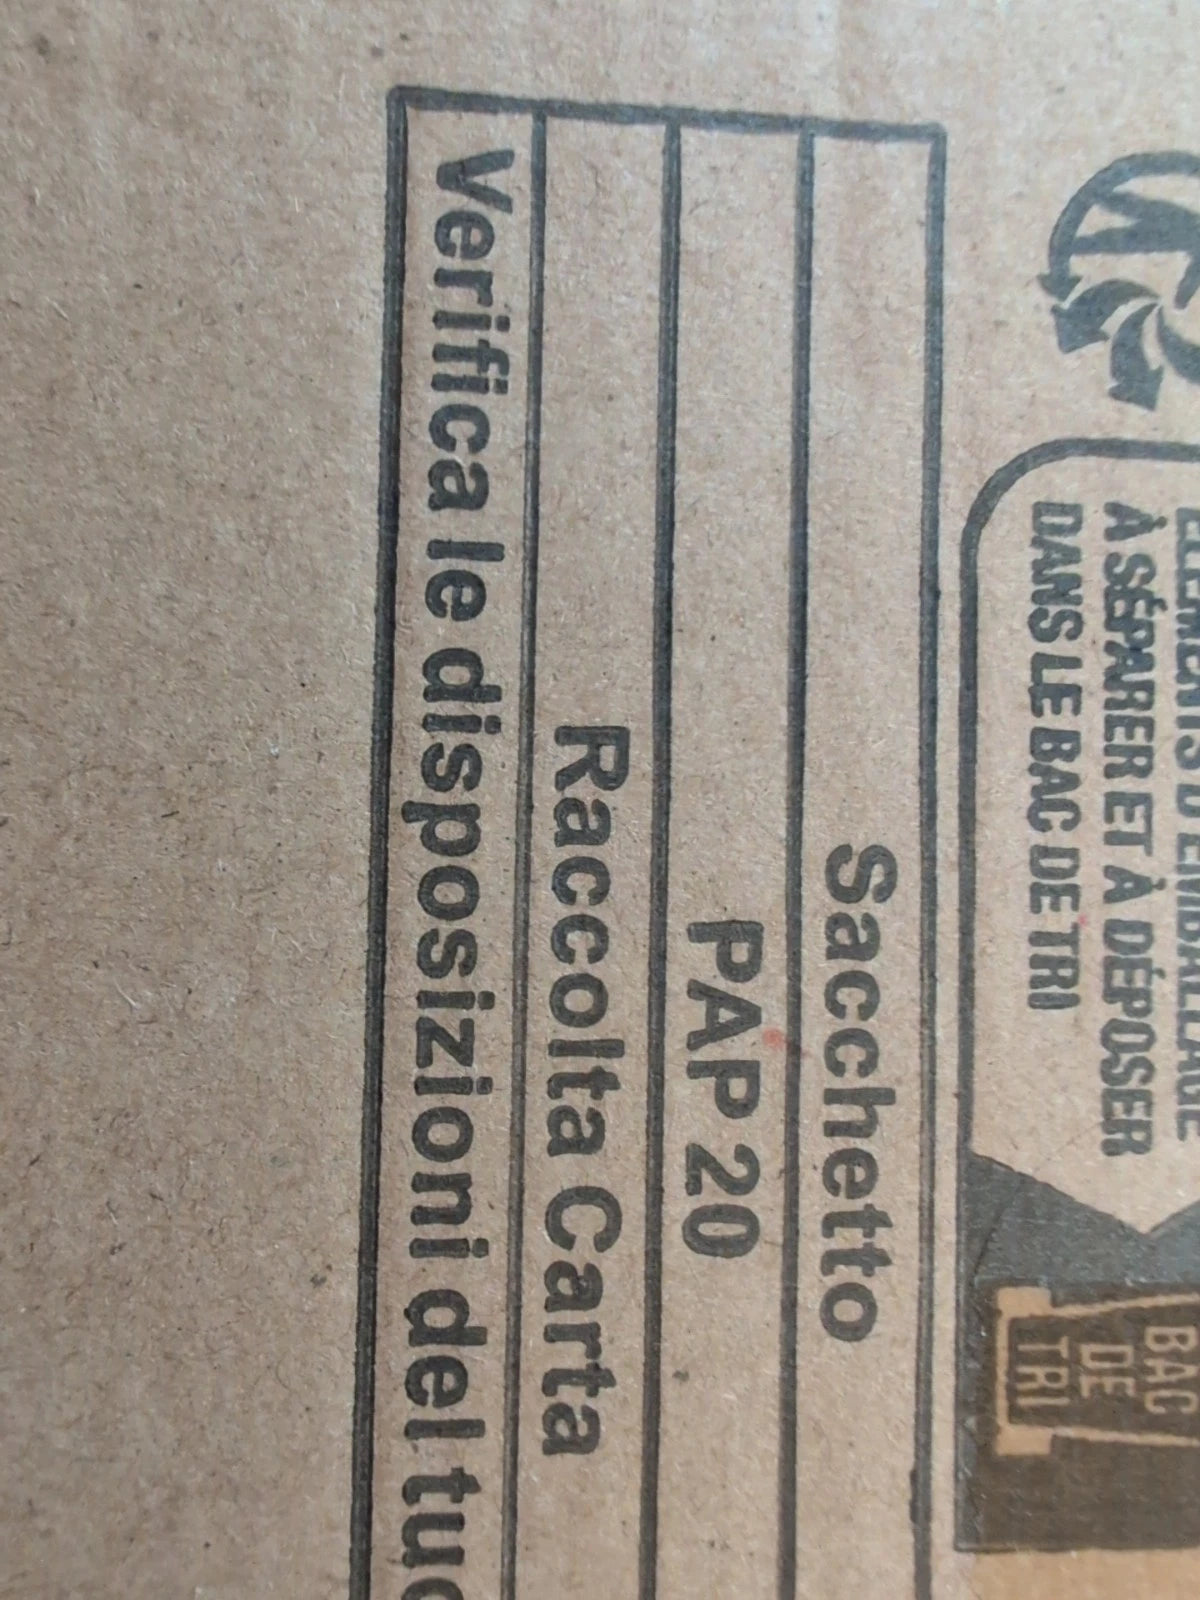 À SÉPARER ET À DÉPOSER
DANS LE BAC DE TRI
BAC
DE
TRI
Sacchetto
PAP 20
Raccolta Carta
Verifica le disposizioni del tuo